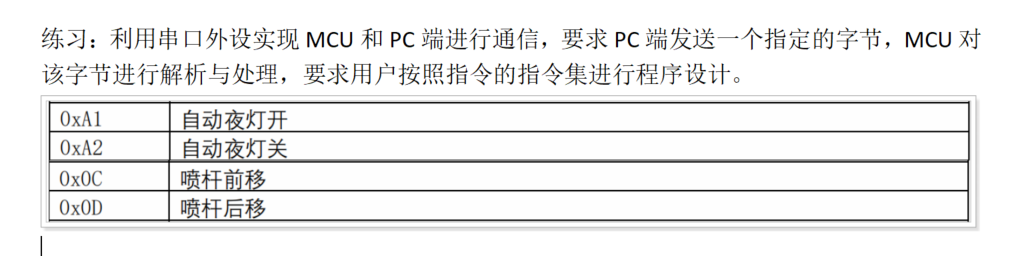 练习：利用串口外设实现 MCU 和 PC 端进行通信，要求 PC 端发送一个指定的字节，MCU 对
该字节进行解析与处理，要求用户按照指令的指令集进行程序设计。
0xA1 自动夜灯开
0xA2 自动夜灯关
0x0C 喷杆前移
0x0D 喷杆后移